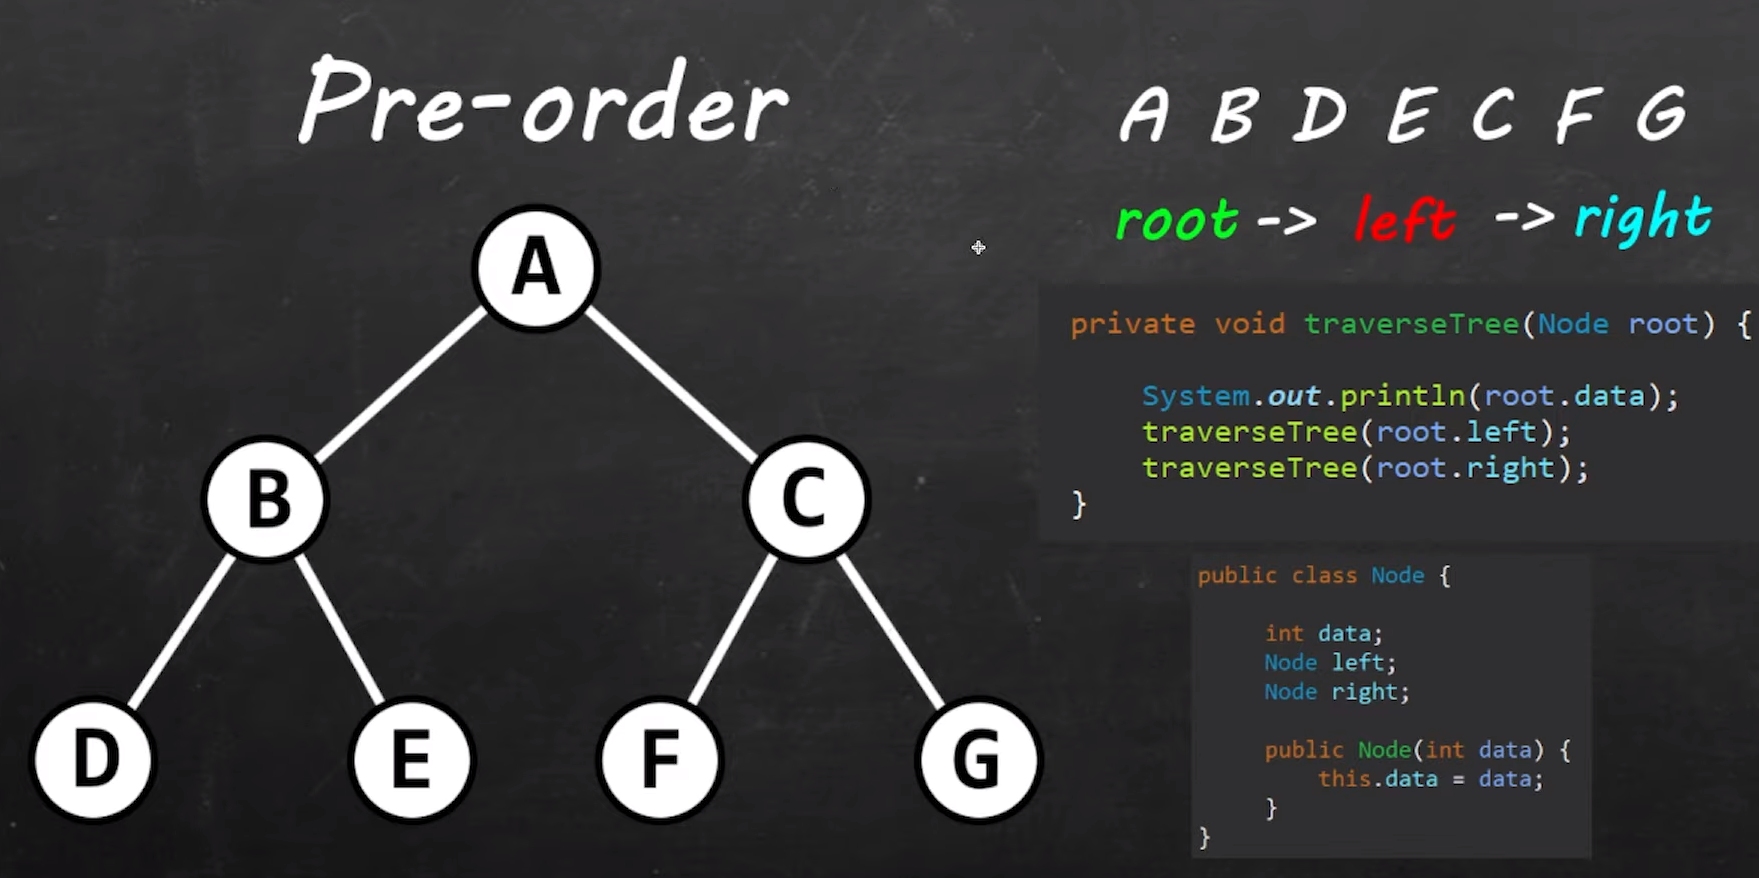 Pre-order
A B D E C F G
root -> left -> right
A
B
C
D
E
F
G
private void traverseTree(Node root) {
System.out.println(root.data);
traverseTree(root.left);
traverseTree(root.right);
}
public class Node {
int data;
Node left;
Node right;
public Node(int data) {
this.data = data;
}
}